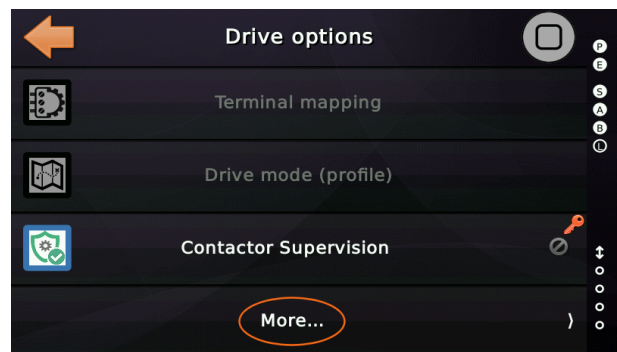 Drive options
P
E
Terminal mapping
S
A
B
L
Drive mode (profile)
Contactor Supervision
More...